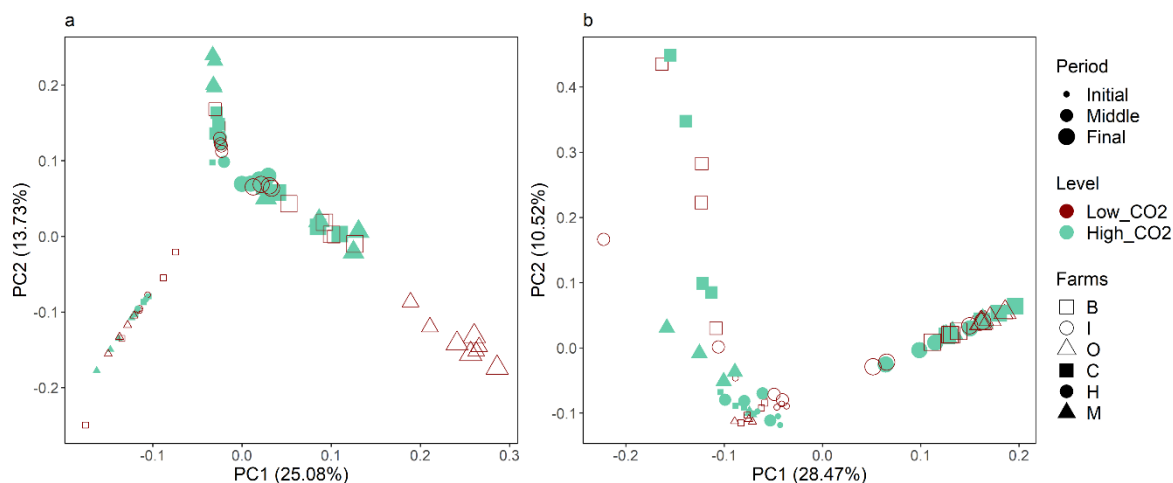 a
b
0.2
0.1
0.0
-0.1
-0.2
PC2 (13.73%)
-0.1
0.0
0.1
0.2
0.3
PC1 (25.08%)
0.4
0.3
0.2
0.1
0.0
-0.1
PC2 (10.52%)
-0.2
-0.1
0.0
0.1
0.2
PC1 (28.47%)
Period
Initial
Middle
Final
Level
Low_CO2
High_CO2
Farms
B
I
O
C
H
M